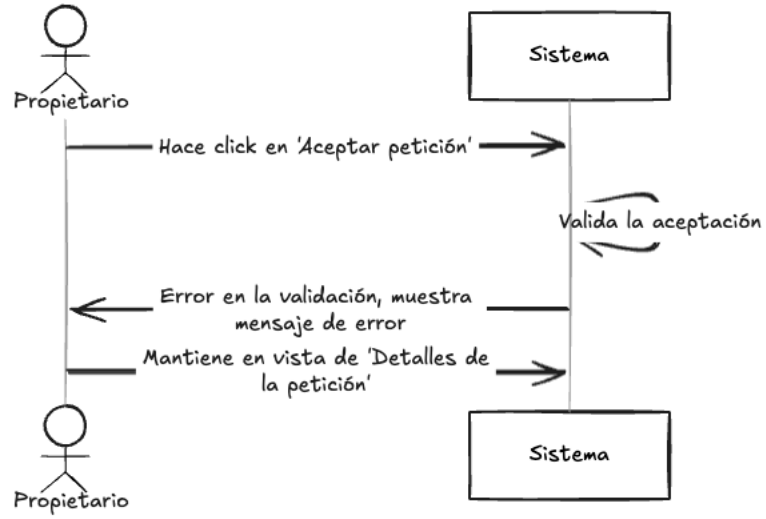 Sistema
Propietario
Hace click en 'Aceptar petición'
Valida la aceptación
Error en la validación, muestra
mensaje de error
Mantiene en vista de 'Detalles de
la petición'
Sistema
Propietario